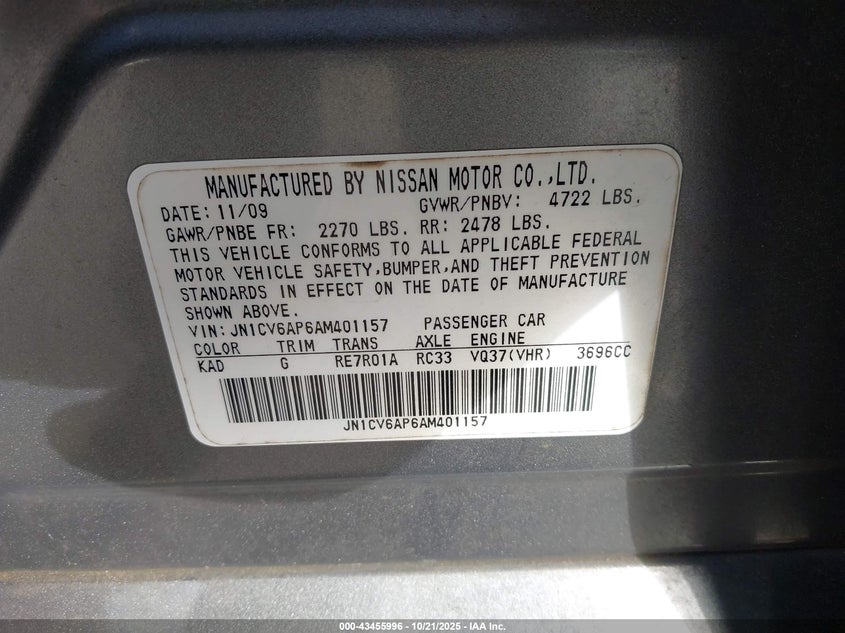 MANUFACTURED BY NISSAN MOTOR CO.,LTD.
DATE: 11/09 GVWR/PNBV: 4722 LBS.
GAWR/PNBE FR: 2270 LBS. RR: 2478 LBS.
THIS VEHICLE CONFORMS TO ALL APPLICABLE FEDERAL
MOTOR VEHICLE SAFETY,BUMPER,AND THEFT PREVENTION
STANDARDS IN EFFECT ON THE DATE OF MANUFACTURE
SHOWN ABOVE.
VIN: JN1CV6AP6AM401157 PASSENGER CAR
COLOR TRIM TRANS AXLE ENGINE
KAD G RE7R01A RC33 VQ37(VHR) 3696CC
JN1CV6AP6AM401157
000-43455996 - 10/21/2025 - IAA Inc.